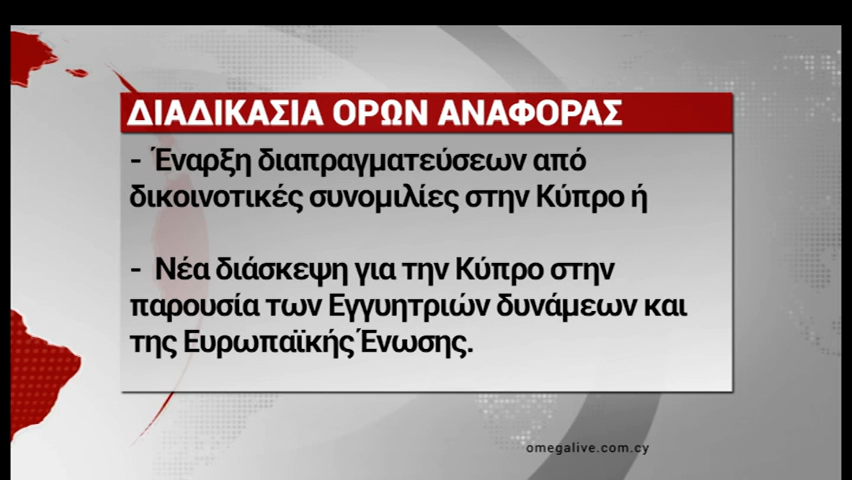 ΔΙΑΔΙΚΑΣΙΑ ΟΡΩΝ ΑΝΑΦΟΡΑΣ
- Έναρξη διαπραγματεύσεων από
δικοινοτικές συνομιλίες στην Κύπρο ή
- Νέα διάσκεψη για την Κύπρο στην
παρουσία των Εγγυητριών δυνάμεων και
της Ευρωπαϊκής Ένωσης.
omegalive.com.cy